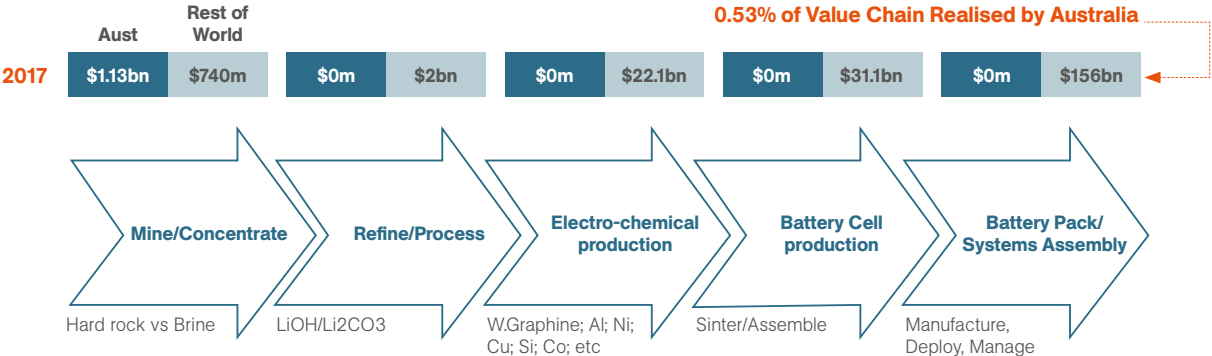 0.53% of Value Chain Realised by Australia
Aust
Rest of
World
2017
$1.13bn
$740m
$0m
$2bn
$0m
$22.1bn
$0m
$31.1bn
$0m
$156bn
Mine/Concentrate
Refine/Process
Electro-chemical
production
Battery Cell
production
Battery Pack/
Systems Assembly
Hard rock vs Brine
LiOH/Li2CO3
W.Graphine; Al; Ni;
Cu; Si; Co; etc
Sinter/Assemble
Manufacture,
Deploy, Manage